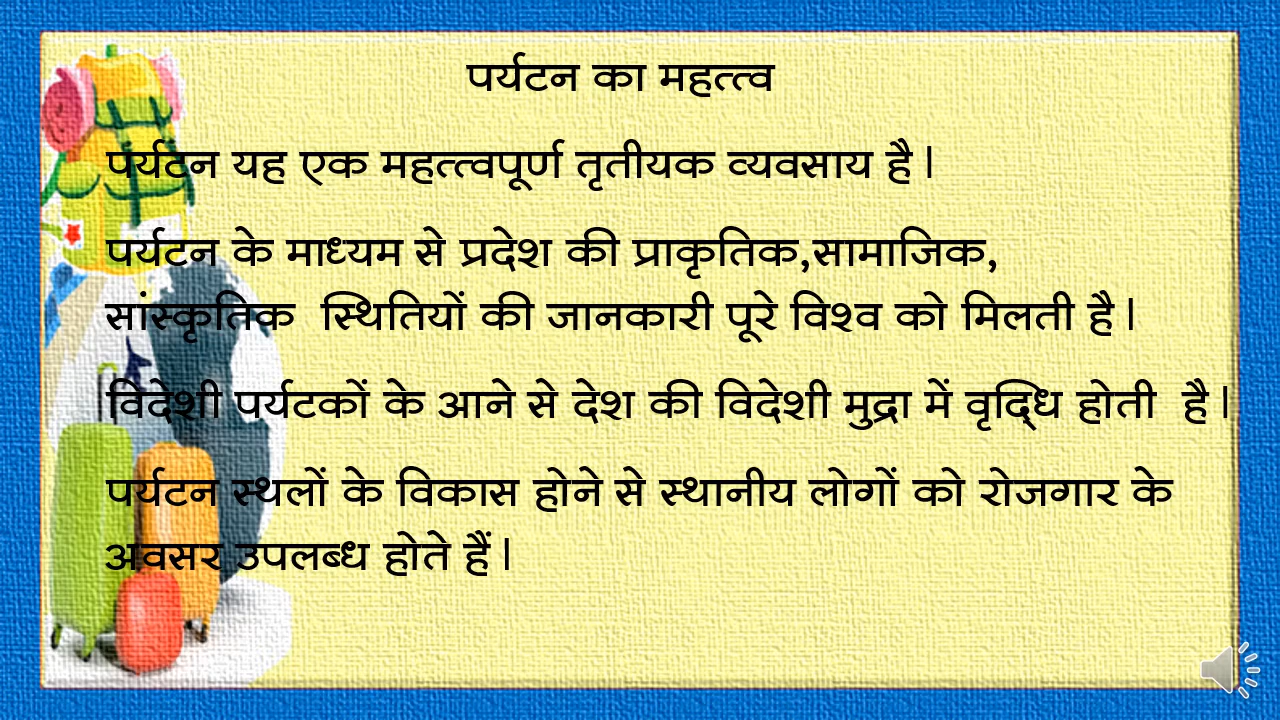 पर्यटन का महत्त्व
पर्यटन यह एक महत्त्वपूर्ण तृतीयक व्यवसाय है |
पर्यटन के माध्यम से प्रदेश की प्राकृतिक,सामाजिक,
सांस्कृतिक स्थितियों की जानकारी पूरे विश्व को मिलती है |
विदेशी पर्यटकों के आने से देश की विदेशी मुद्रा में वृद्धि होती है |
पर्यटन स्थलों के विकास होने से स्थानीय लोगों को रोजगार के
अवसर उपलब्ध होते हैं |